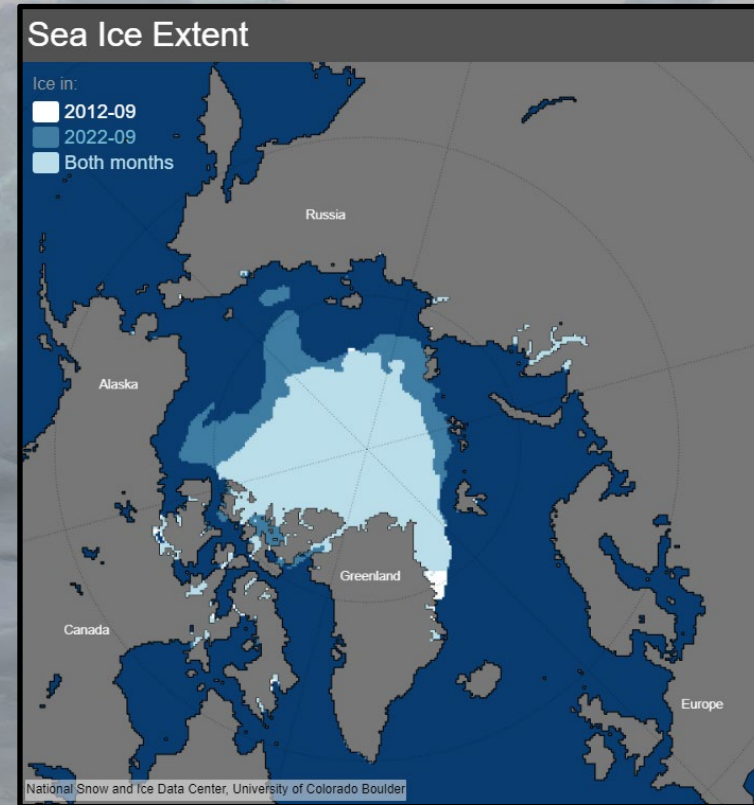 Sea Ice Extent
Ice in:
2012-09
2022-09
Both months
Russia
Alaska
Greenland
Canada
Europe
National Snow and Ice Data Center, University of Colorado Boulder